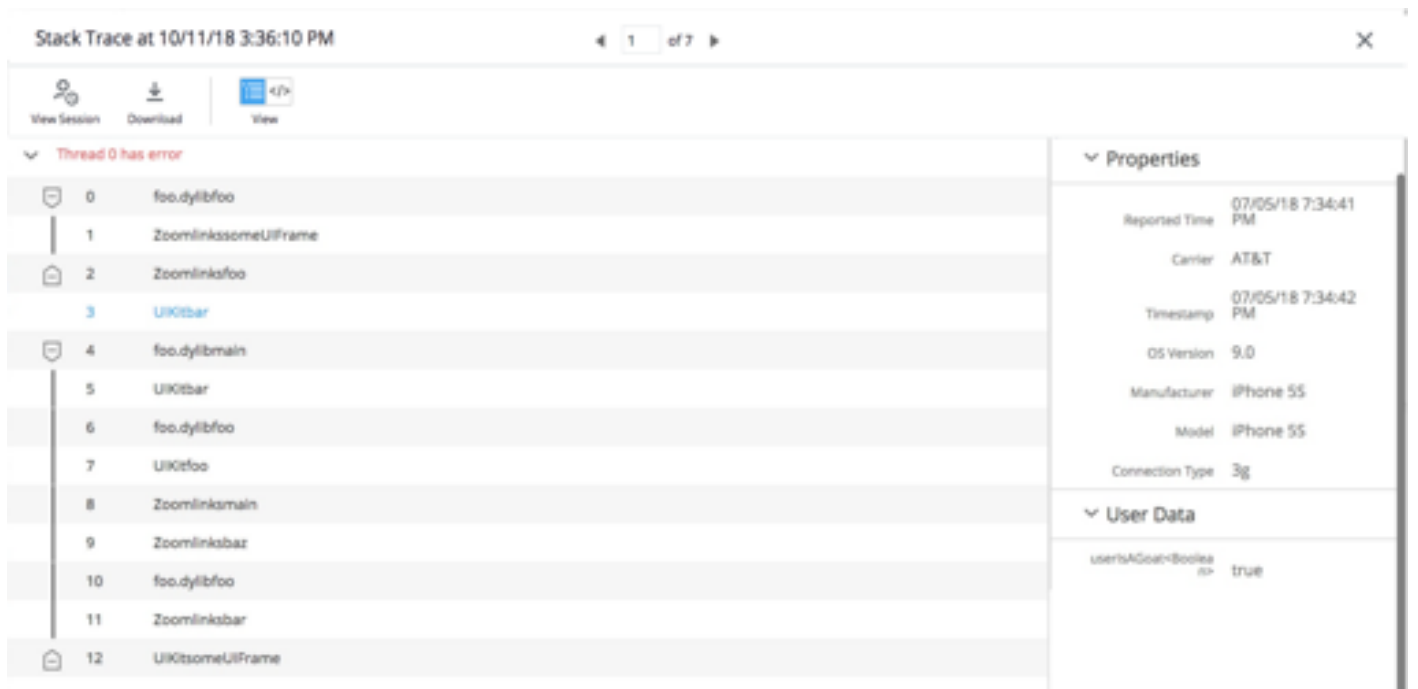 Stack Trace at 10/11/18 3:36:10 PM
1 of 7
View Session Download View
Thread 0 has error
0 foo.dylibfoo
1 ZoomlinkssomeUIFrame
2 Zoomlinksfoo
3 UIKitbar
4 foo.dylibmain
5 UIKitbar
6 foo.dylibfoo
7 UIKitfoo
8 Zoomlinksmain
9 Zoomlinksbaz
10 foo.dylibfoo
11 Zoomlinksbar
12 UIKitsomeUIFrame
Properties
Reported Time 07/05/18 7:34:41
PM
Carrier AT&T
Timestamp 07/05/18 7:34:42
PM
OS Version 9.0
Manufacturer iPhone 5S
Model iPhone 5S
Connection Type 3g
User Data
userIsAGoat<Boolea
n> true